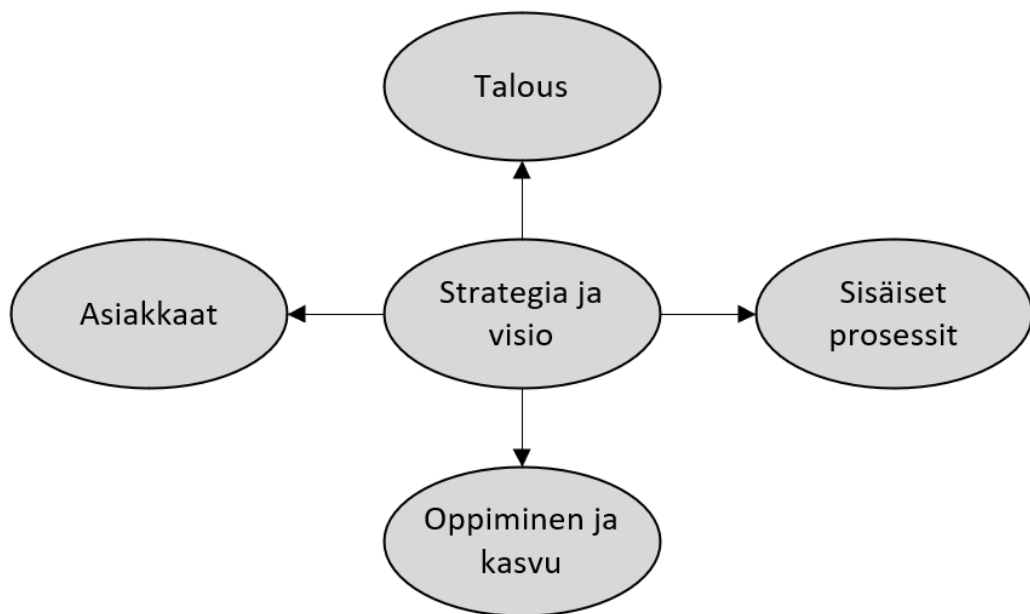 Talous
Asiakkaat
Strategia ja
visio
Sisäiset
prosessit
Oppiminen ja
kasvu